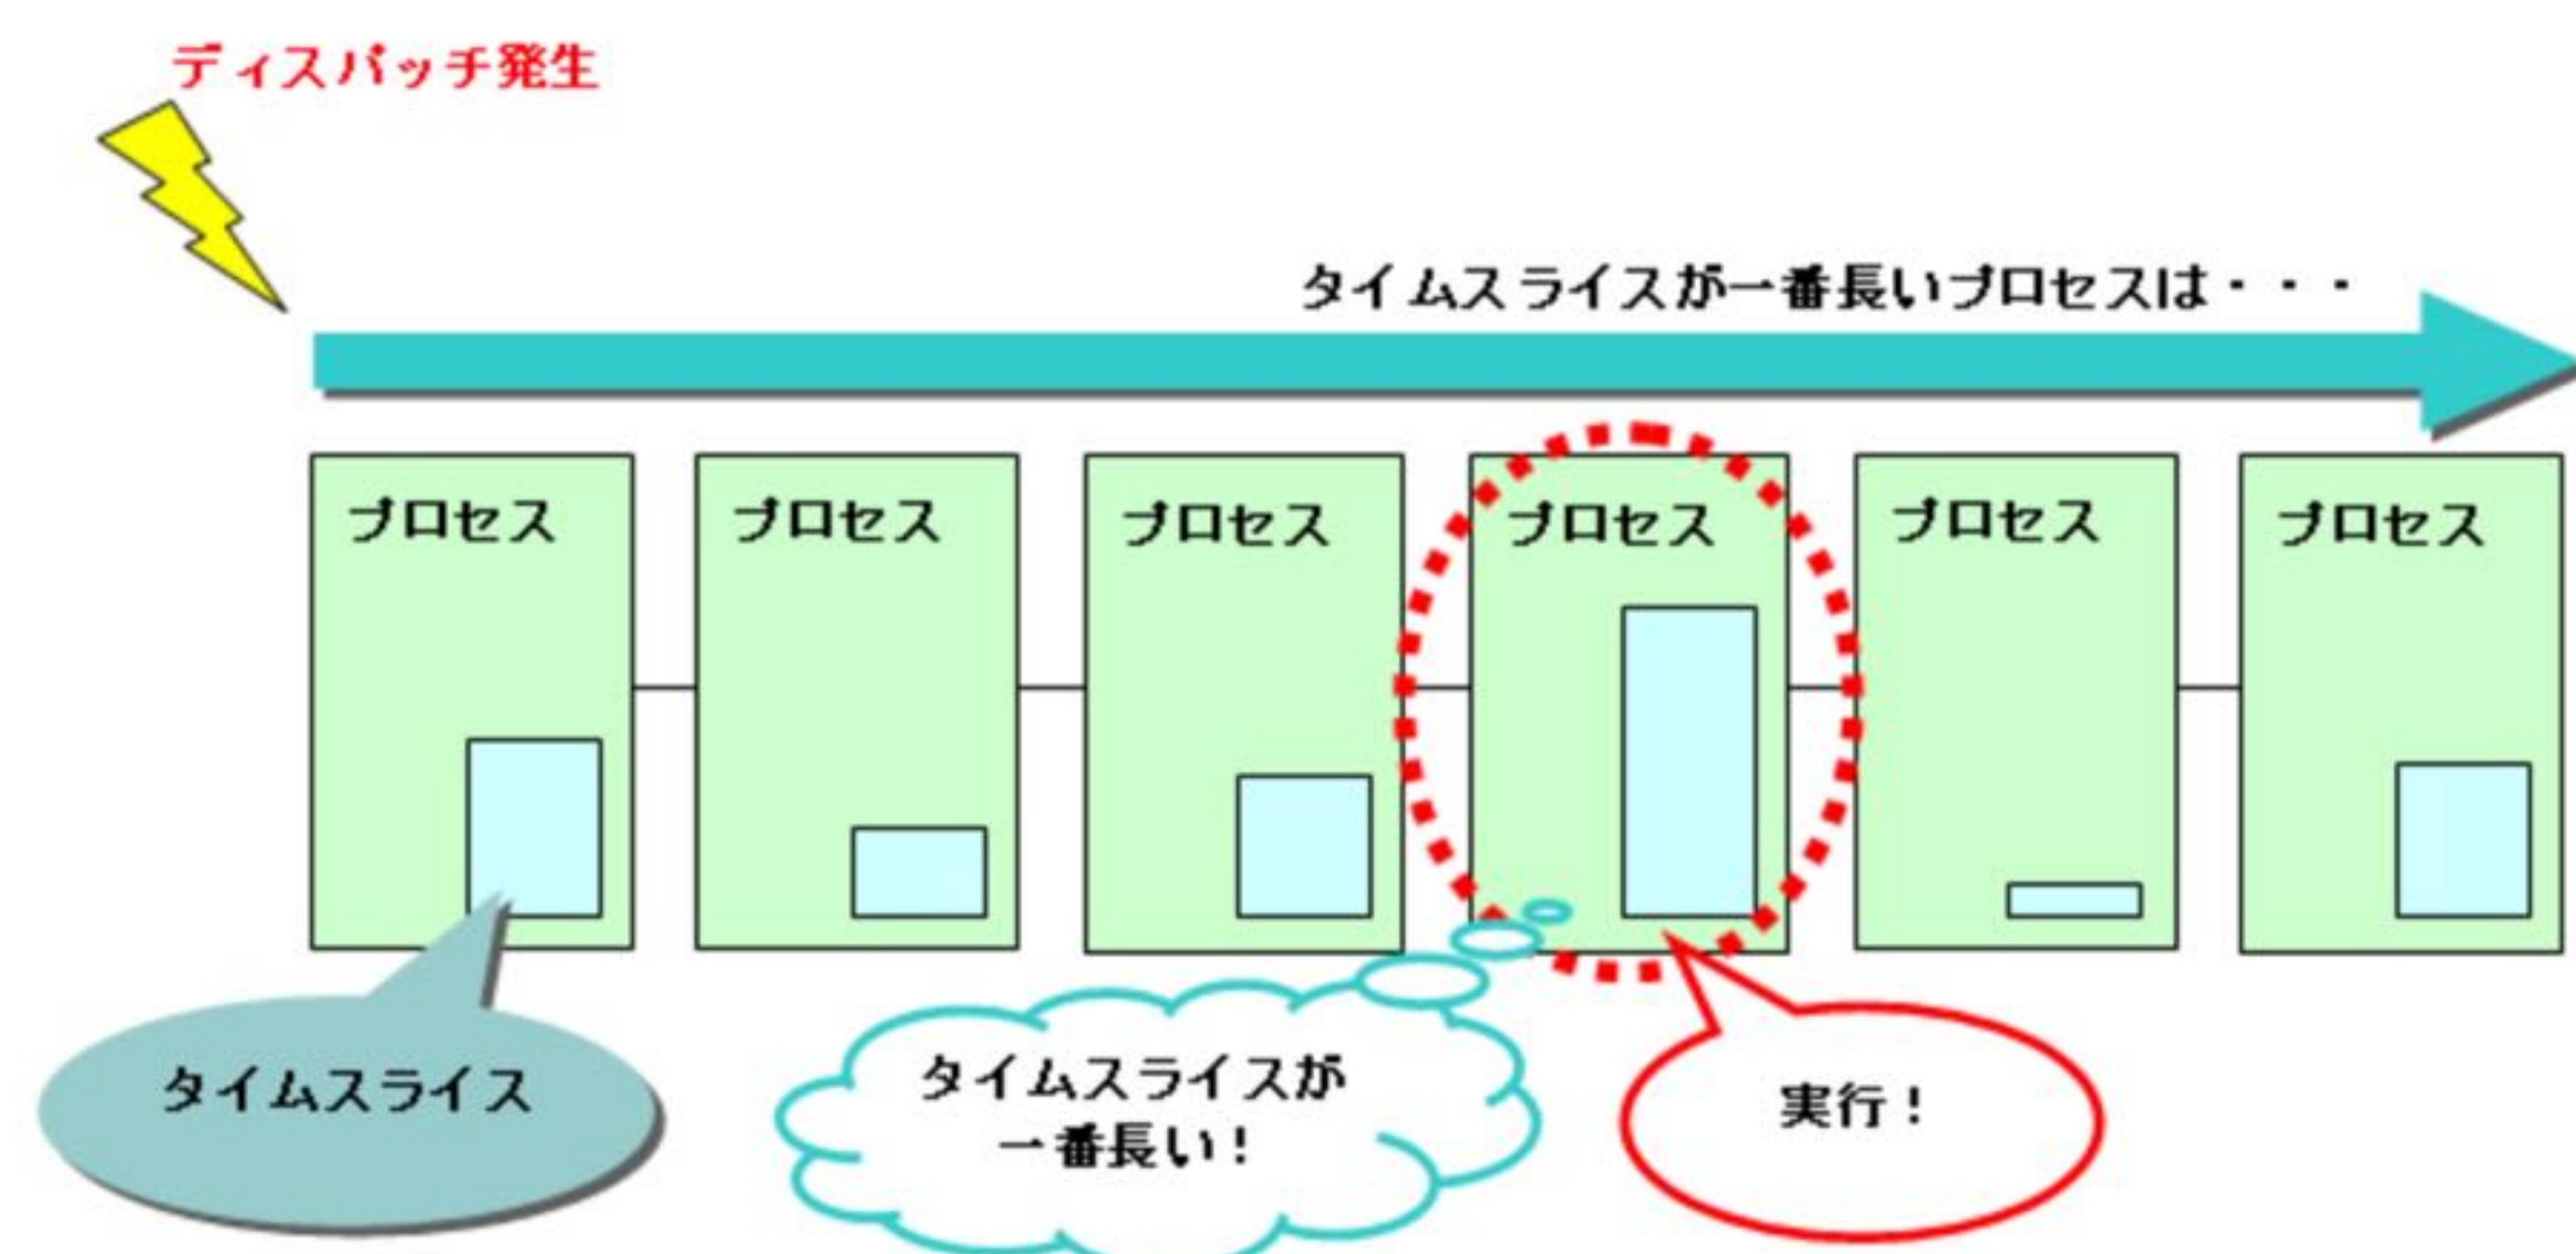 ディスパッチ発生
タイムスライスが一番長いプロセスは・・・
プロセス
プロセス
プロセス
プロセス
プロセス
プロセス
タイムスライス
タイムスライスが
一番長い！
実行！